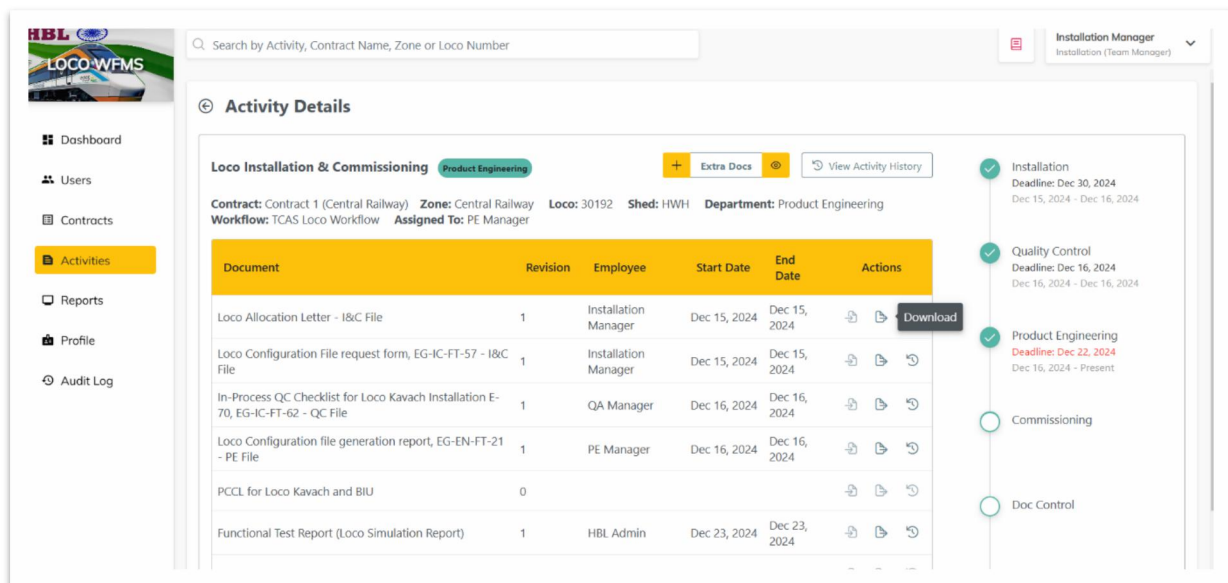 HBL
LOCO WFMS
Search by Activity, Contract Name, Zone or Loco Number
Installation Manager
Installation (Team Manager)
Dashboard
Users
Contracts
Activities
Reports
Profile
Audit Log
Activity Details
Loco Installation & Commissioning Product Engineering + Extra Docs View Activity History
Contract: Contract 1 (Central Railway) Zone: Central Railway Loco: 30192 Shed: HWH Department: Product Engineering
Workflow: TCAS Loco Workflow Assigned To: PE Manager
Document Revision Employee Start Date End Date Actions
Loco Allocation Letter - I&C File 1 Installation Manager Dec 15, 2024 Dec 15, 2024 Download
Loco Configuration File request form, EG-IC-FT-57 - I&C File 1 Installation Manager Dec 15, 2024 Dec 15, 2024
In-Process QC Checklist for Loco Kavach Installation E-70, EG-IC-FT-62 - QC File 1 QA Manager Dec 16, 2024 Dec 16, 2024
Loco Configuration file generation report, EG-EN-FT-21 - PE File 1 PE Manager Dec 16, 2024 Dec 16, 2024
PCCL for Loco Kavach and BIU 0
Functional Test Report (Loco Simulation Report) 1 HBL Admin Dec 23, 2024 Dec 23, 2024
Installation
Deadline: Dec 30, 2024
Dec 15, 2024 - Dec 16, 2024
Quality Control
Deadline: Dec 16, 2024
Dec 16, 2024 - Dec 16, 2024
Product Engineering
Deadline: Dec 22, 2024
Dec 16, 2024 - Present
Commissioning
Doc Control